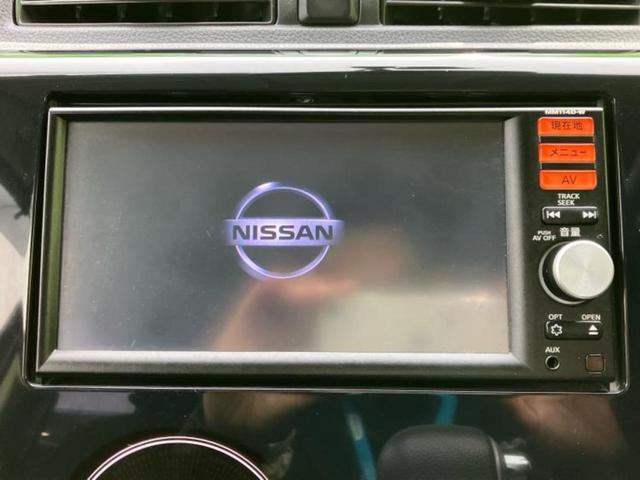 MM114D-W
現在地
メニュー
AV
TRACK
SEEK
音量
PUSH
AV OFF
NISSAN
OPT
OPEN
AUX